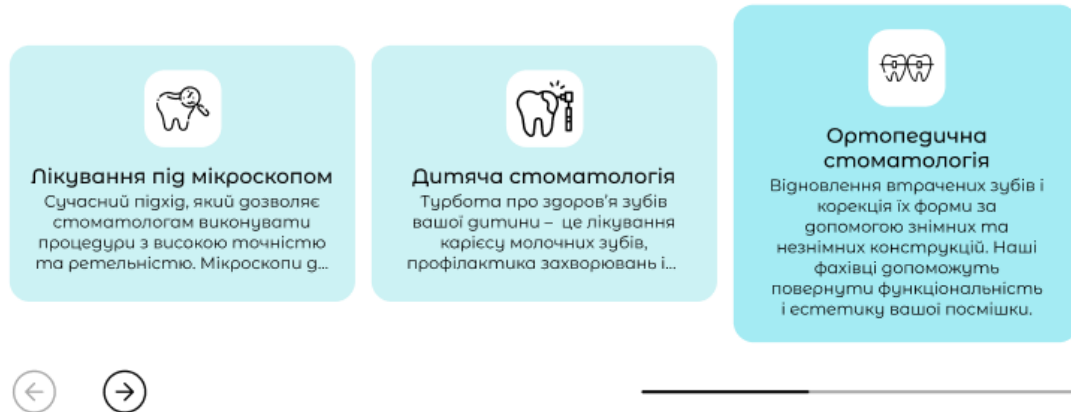 Лікування під мікроскопом
Сучасний підхід, який дозволяє
стоматологам виконувати
процедури з високою точністю
та ретельністю. Мікроскопи д...
Дитяча стоматологія
Турбота про здоров'я зубів
вашої дитини – це лікування
карієсу молочних зубів,
профілактика захворювань і...
Ортопедична
стоматологія
Відновлення втрачених зубів і
корекція їх форми за
допомогою знімних та
незнімних конструкцій. Наші
фахівці допоможуть
повернути функціональність
і естетику вашої посмішки.